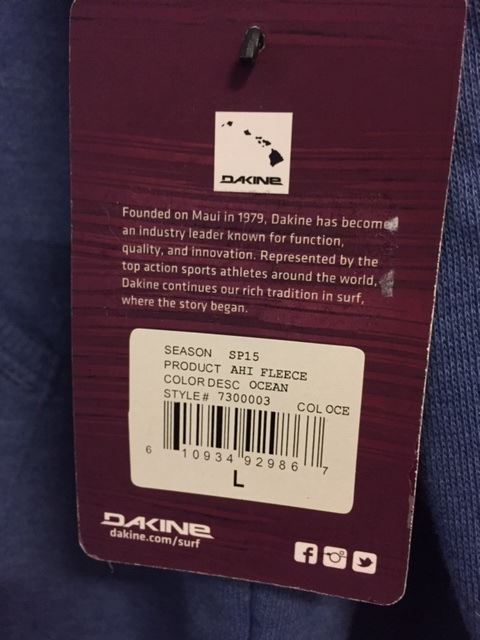 DAKINE
Founded on Maui in 1979, Dakine has become
an industry leader known for function,
quality, and innovation. Represented by the
top action sports athletes around the world,
Dakine continues our rich tradition in surf,
where the story began.
SEASON SP15
PRODUCT AHI FLEECE
COLOR DESC OCEAN
STYLE# 7300003 COL OCE
6 10934 92986 7
L
DAKINE
dakine.com/surf